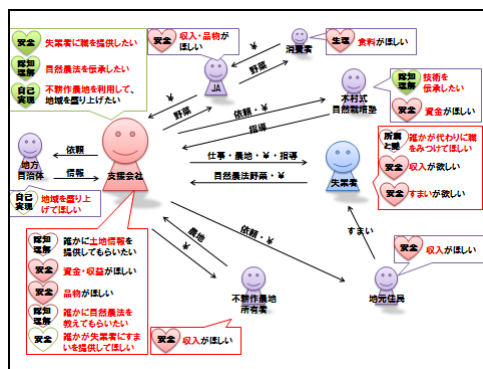 安全
失業者に職を提供したい
認知
理解
自然農法を伝承したい
自己
実現
不耕作農地を利用して、
地域を盛り上げたい
安全
収入・品物が
ほしい
消費者
生理
食料がほしい
¥
野菜
JA
¥
野菜
依頼・¥
指導
木村式
自然栽培塾
認知
理解
技術を
伝承したい
安全
資金がほしい
地方
自治体
依頼
情報
支援会社
仕事・農地・¥・指導
自然農法野菜・¥
失業者
所属
と愛
誰かが代わりに職
をみつけてほしい
安全
収入が欲しい
安全
すまいが欲しい
自己
実現
地域を盛り上
げてほしい
認知
理解
誰かに土地情報を
提供してもらいたい
安全
資金・収益がほしい
安全
品物がほしい
認知
理解
誰かに自然農法を
教えてもらいたい
安全
誰かが失業者にすま
いを提供してほしい
農地
¥
依頼・¥
すまい
安全
収入がほしい
不耕作農地
所有者
地元住民
安全
収入がほしい